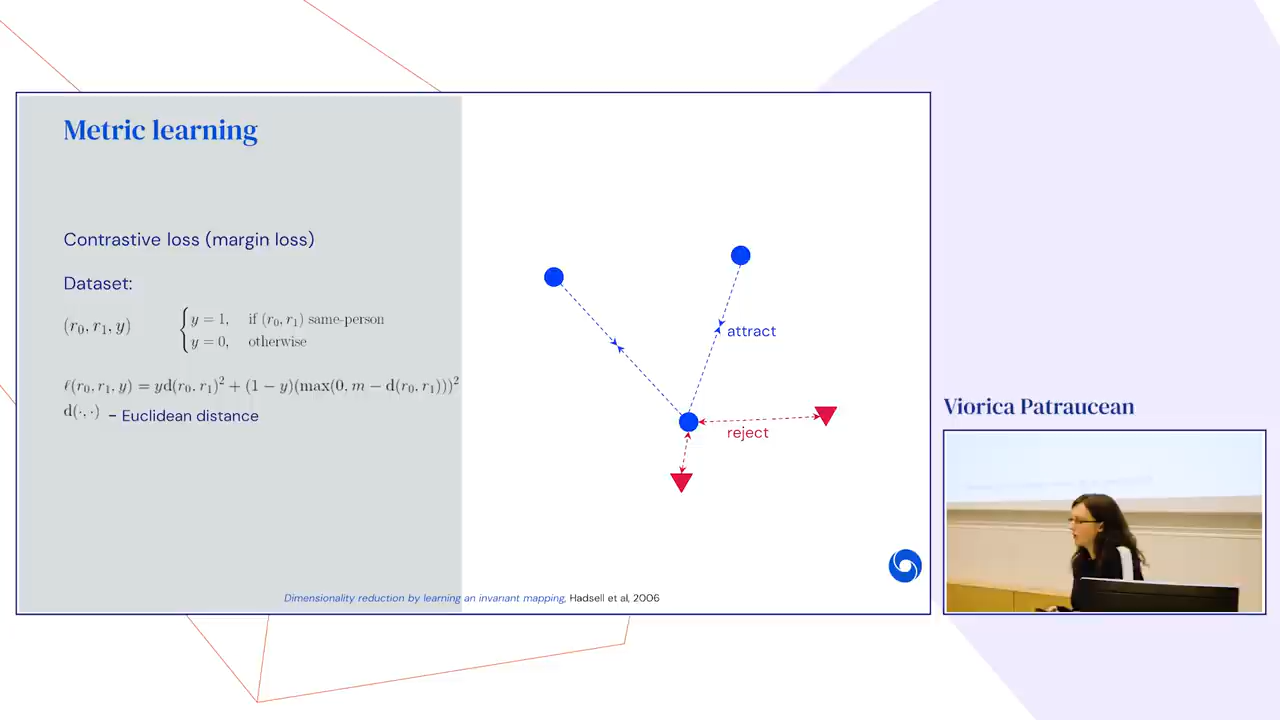 Metric learning
Contrastive loss (margin loss)
Dataset:
(r₀, r₁, y) { y = 1, if (r₀, r₁) same-person
y = 0, otherwise
ℓ(r₀, r₁, y) = yd(r₀, r₁)² + (1 − y)(max(0, m − d(r₀, r₁)))²
d(·, ·) – Euclidean distance
attract
reject
Dimensionality reduction by learning an invariant mapping, Hadsell et al, 2006
Viorica Patraucean